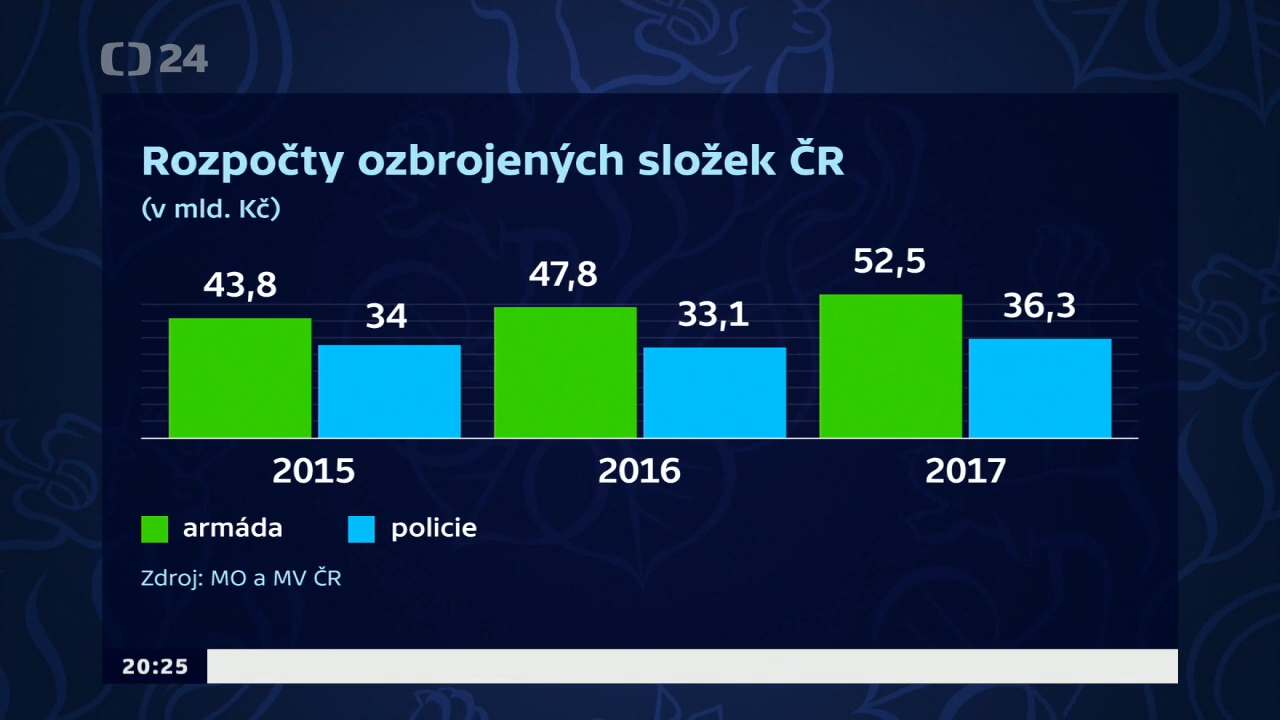 24
Rozpočty ozbrojených složek ČR
(v mld. Kč)
43,8 34 47,8 33,1 52,5 36,3
2015 2016 2017
armáda policie
Zdroj: MO a MV ČR
20:25